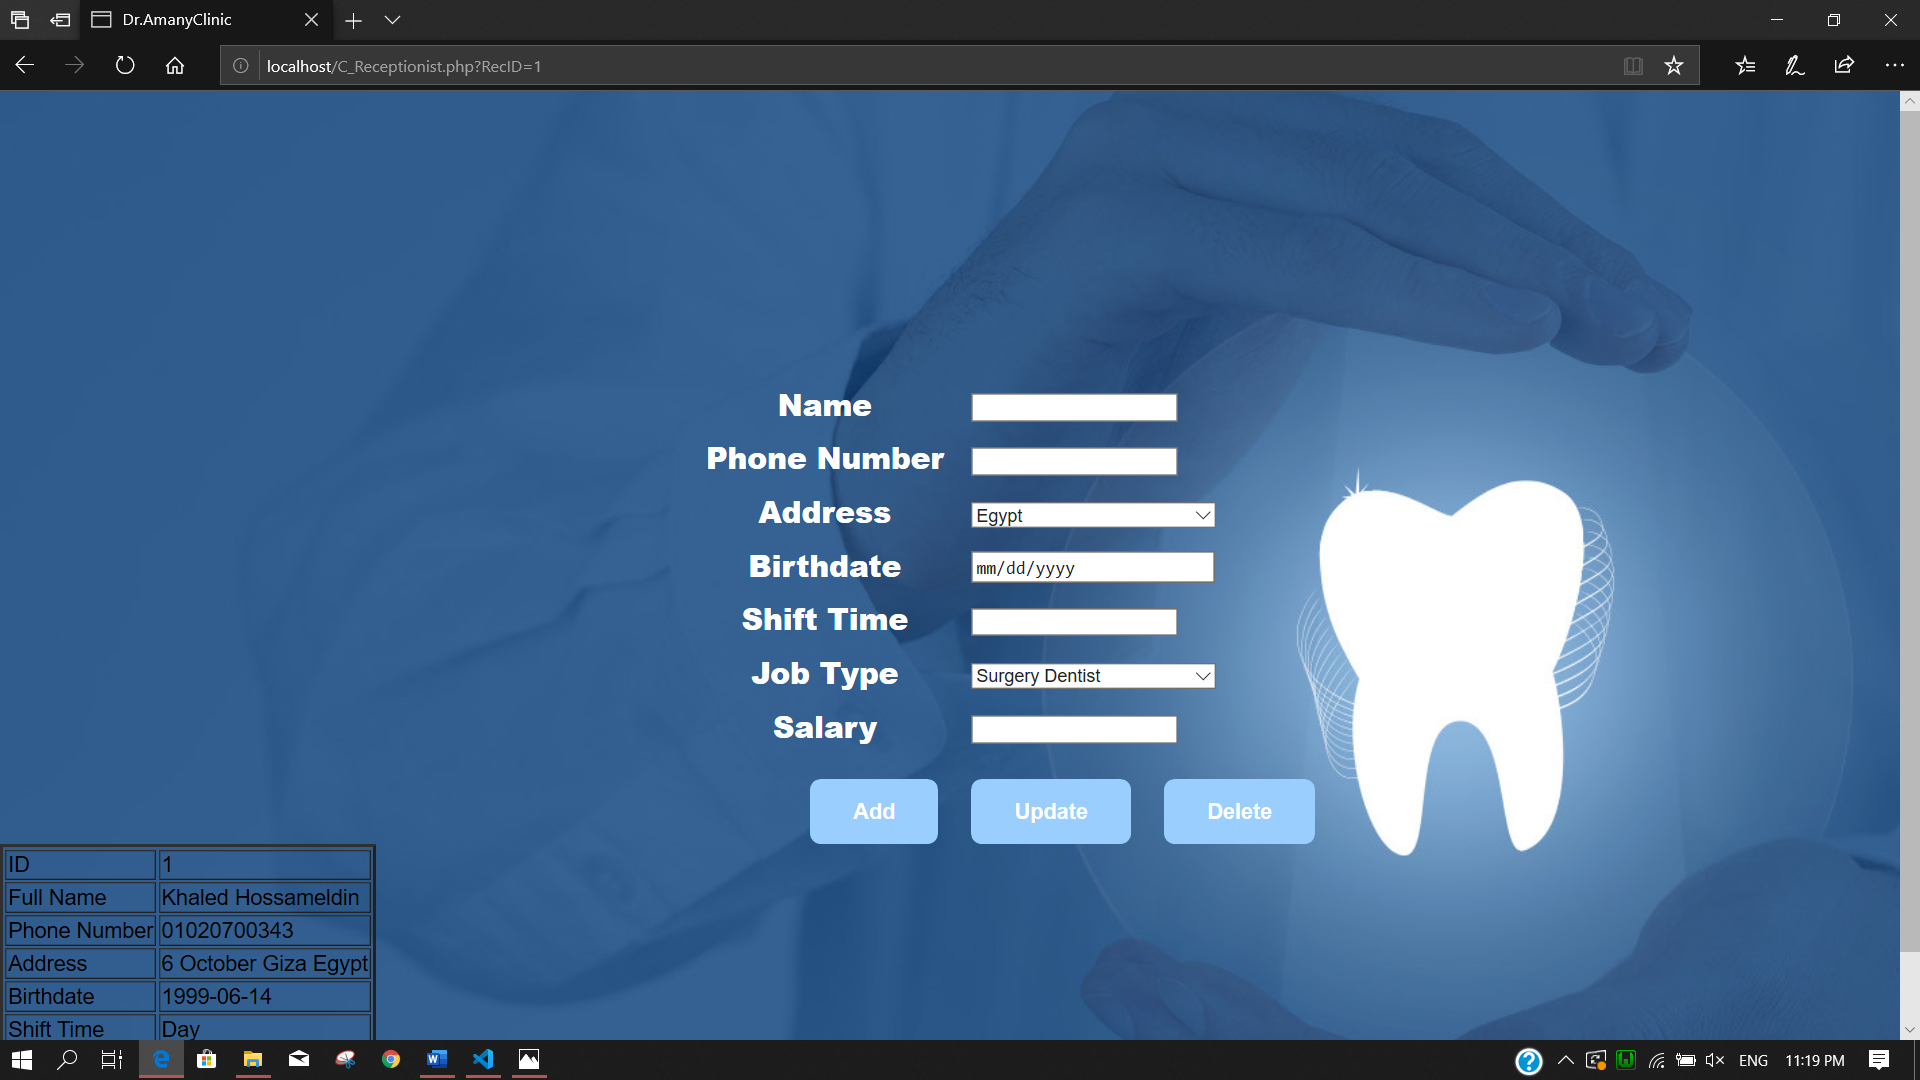 Dr.AmanyClinic
localhost/C_Receptionist.php?RecID=1
Name
Phone Number
Address Egypt
Birthdate mm/dd/yyyy
Shift Time
Job Type Surgery Dentist
Salary
Add Update Delete
ID 1
Full Name Khaled Hossameldin
Phone Number 01020700343
Address 6 October Giza Egypt
Birthdate 1999-06-14
Shift Time Day
ENG 11:19 PM